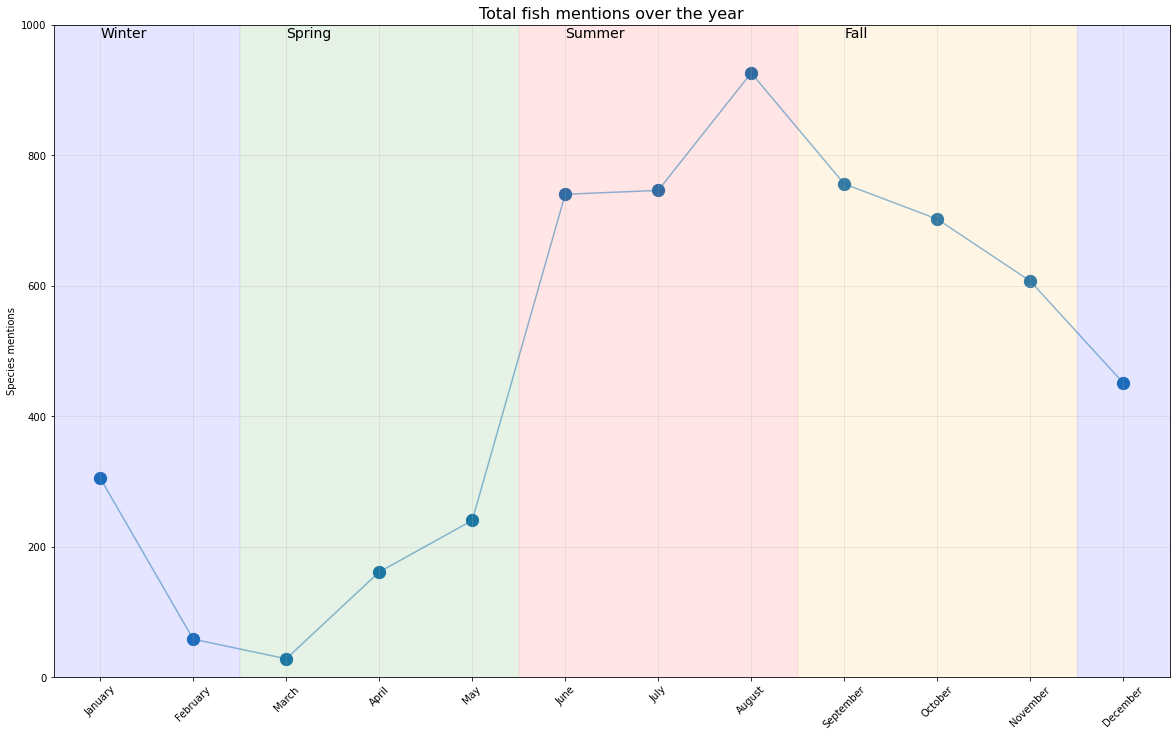 Total fish mentions over the year
Winter
Spring
Summer
Fall
1000
800
600
400
200
0
Species mentions
January
February
March
April
May
June
July
August
September
October
November
December